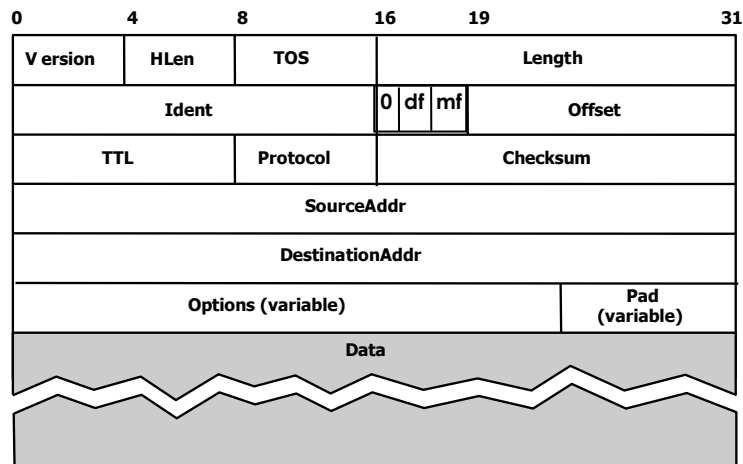 0 4 8 16 19 31
V ersion HLen TOS Length
Ident 0 df mf Offset
TTL Protocol Checksum
SourceAddr
DestinationAddr
Options (variable) Pad
(variable)
Data